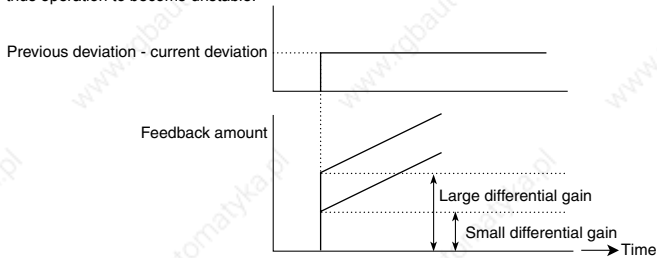 thus operation to become unstable.
Previous deviation - current deviation
Feedback amount
Large differential gain
Small differential gain
Time